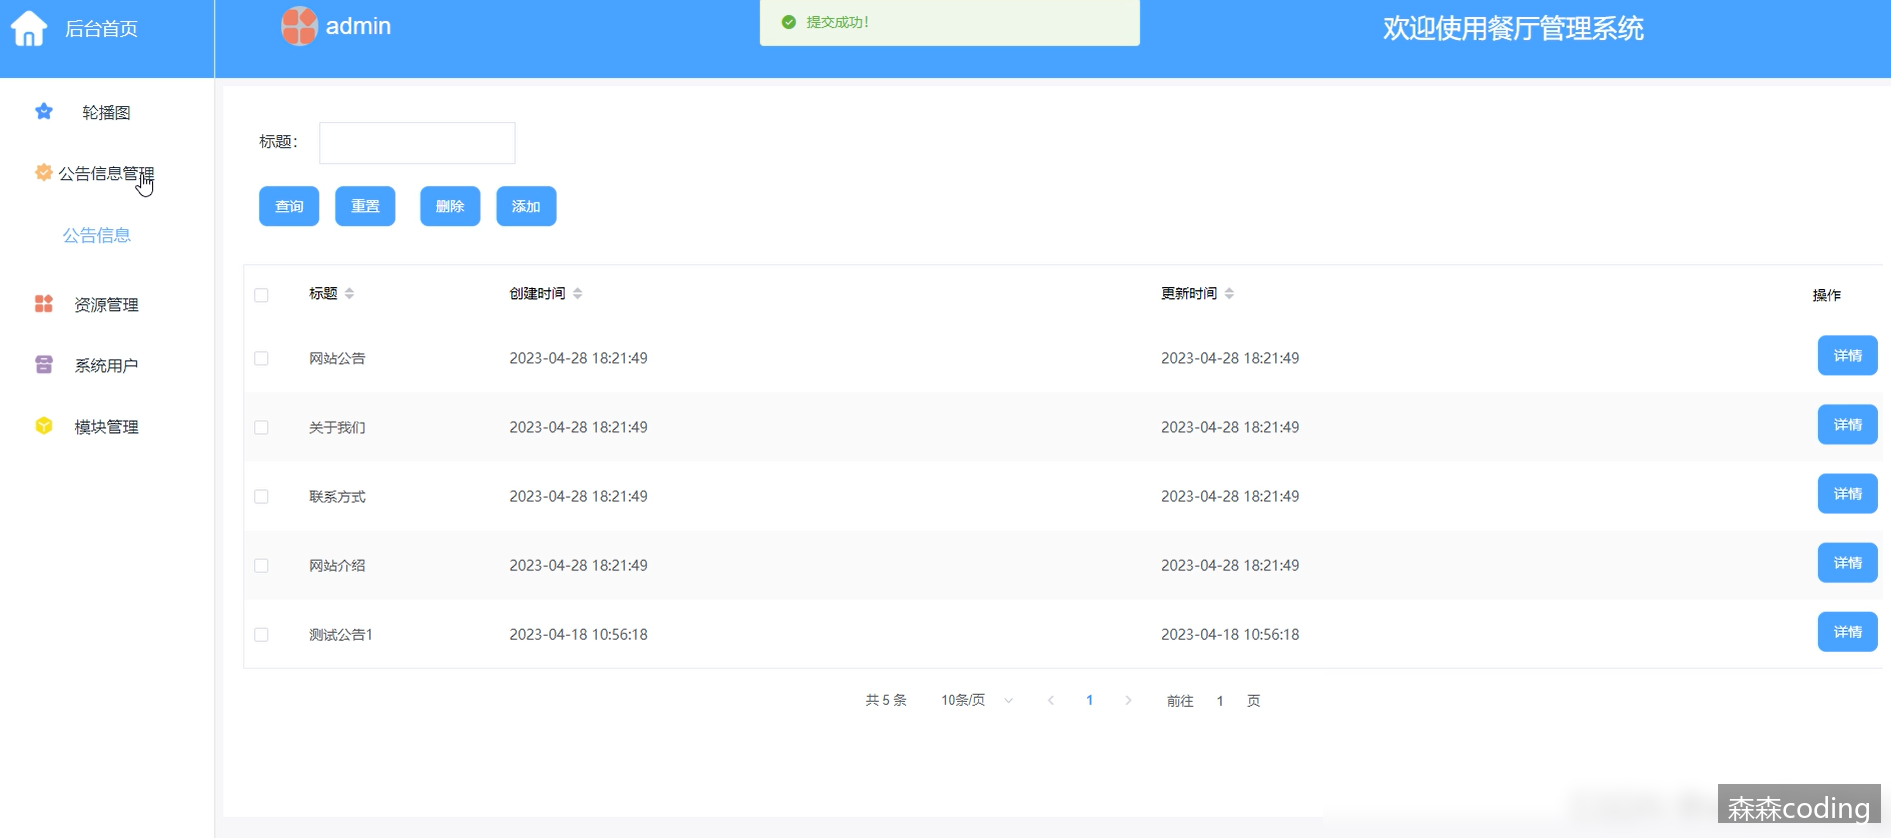 后台首页
admin
提交成功！
欢迎使用餐厅管理系统
轮播图
公告信息管理
公告信息
资源管理
系统用户
模块管理
标题：
查询 重置 删除 添加
标题 创建时间 更新时间 操作
网站公告 2023-04-28 18:21:49 2023-04-28 18:21:49 详情
关于我们 2023-04-28 18:21:49 2023-04-28 18:21:49 详情
联系方式 2023-04-28 18:21:49 2023-04-28 18:21:49 详情
网站介绍 2023-04-28 18:21:49 2023-04-28 18:21:49 详情
测试公告1 2023-04-18 10:56:18 2023-04-18 10:56:18 详情
共 5 条 10条/页 1 前往 1 页
森森coding